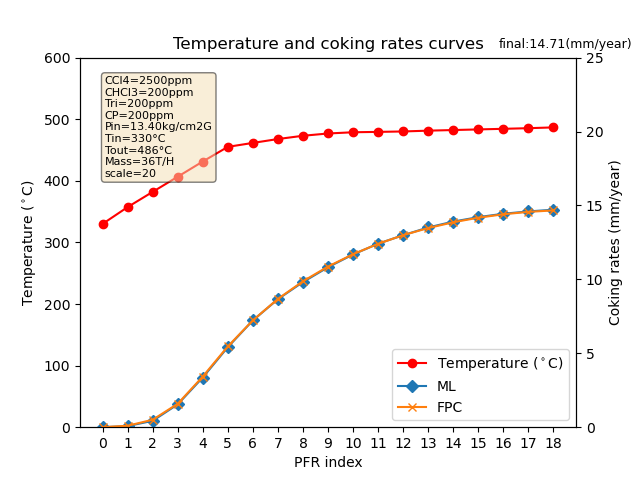 Temperature and coking rates curves
final:14.71(mm/year)
CCl4=2500ppm
CHCl3=200ppm
Tri=200ppm
CP=200ppm
Pin=13.40kg/cm2G
Tin=330°C
Tout=486°C
Mass=36T/H
scale=20
Temperature (°C)
600
500
400
300
200
100
0
25
20
15
10
5
0
Coking rates (mm/year)
Temperature (°C)
ML
FPC
0 1 2 3 4 5 6 7 8 9 10 11 12 13 14 15 16 17 18
PFR index